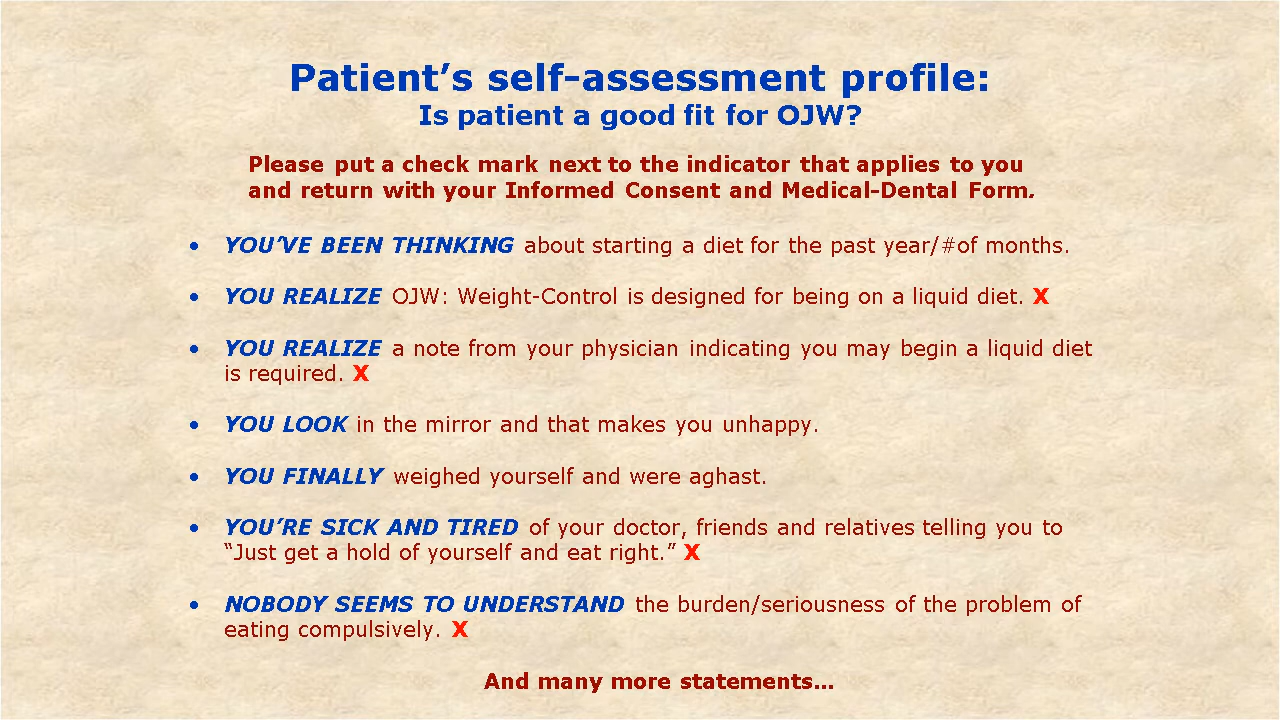 Patient’s self-assessment profile:
Is patient a good fit for OJW?
Please put a check mark next to the indicator that applies to you
and return with your Informed Consent and Medical-Dental Form.
• YOU’VE BEEN THINKING about starting a diet for the past year/#of months.
• YOU REALIZE OJW: Weight-Control is designed for being on a liquid diet. X
• YOU REALIZE a note from your physician indicating you may begin a liquid diet
is required. X
• YOU LOOK in the mirror and that makes you unhappy.
• YOU FINALLY weighed yourself and were aghast.
• YOU’RE SICK AND TIRED of your doctor, friends and relatives telling you to
“Just get a hold of yourself and eat right.” X
• NOBODY SEEMS TO UNDERSTAND the burden/seriousness of the problem of
eating compulsively. X
And many more statements…